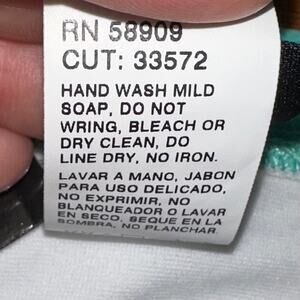 RN 58909
CUT: 33572
HAND WASH MILD
SOAP, DO NOT
WRING, BLEACH OR
DRY CLEAN, DO
LINE DRY, NO IRON.
LAVAR A MANO, JABON
PARA USO DELICADO,
NO EXPRIMIR, NO
BLANQUEADOR O LAVAR
EN SECO, SEQUE EN LA
SOMBRA, NO PLANCHAR.